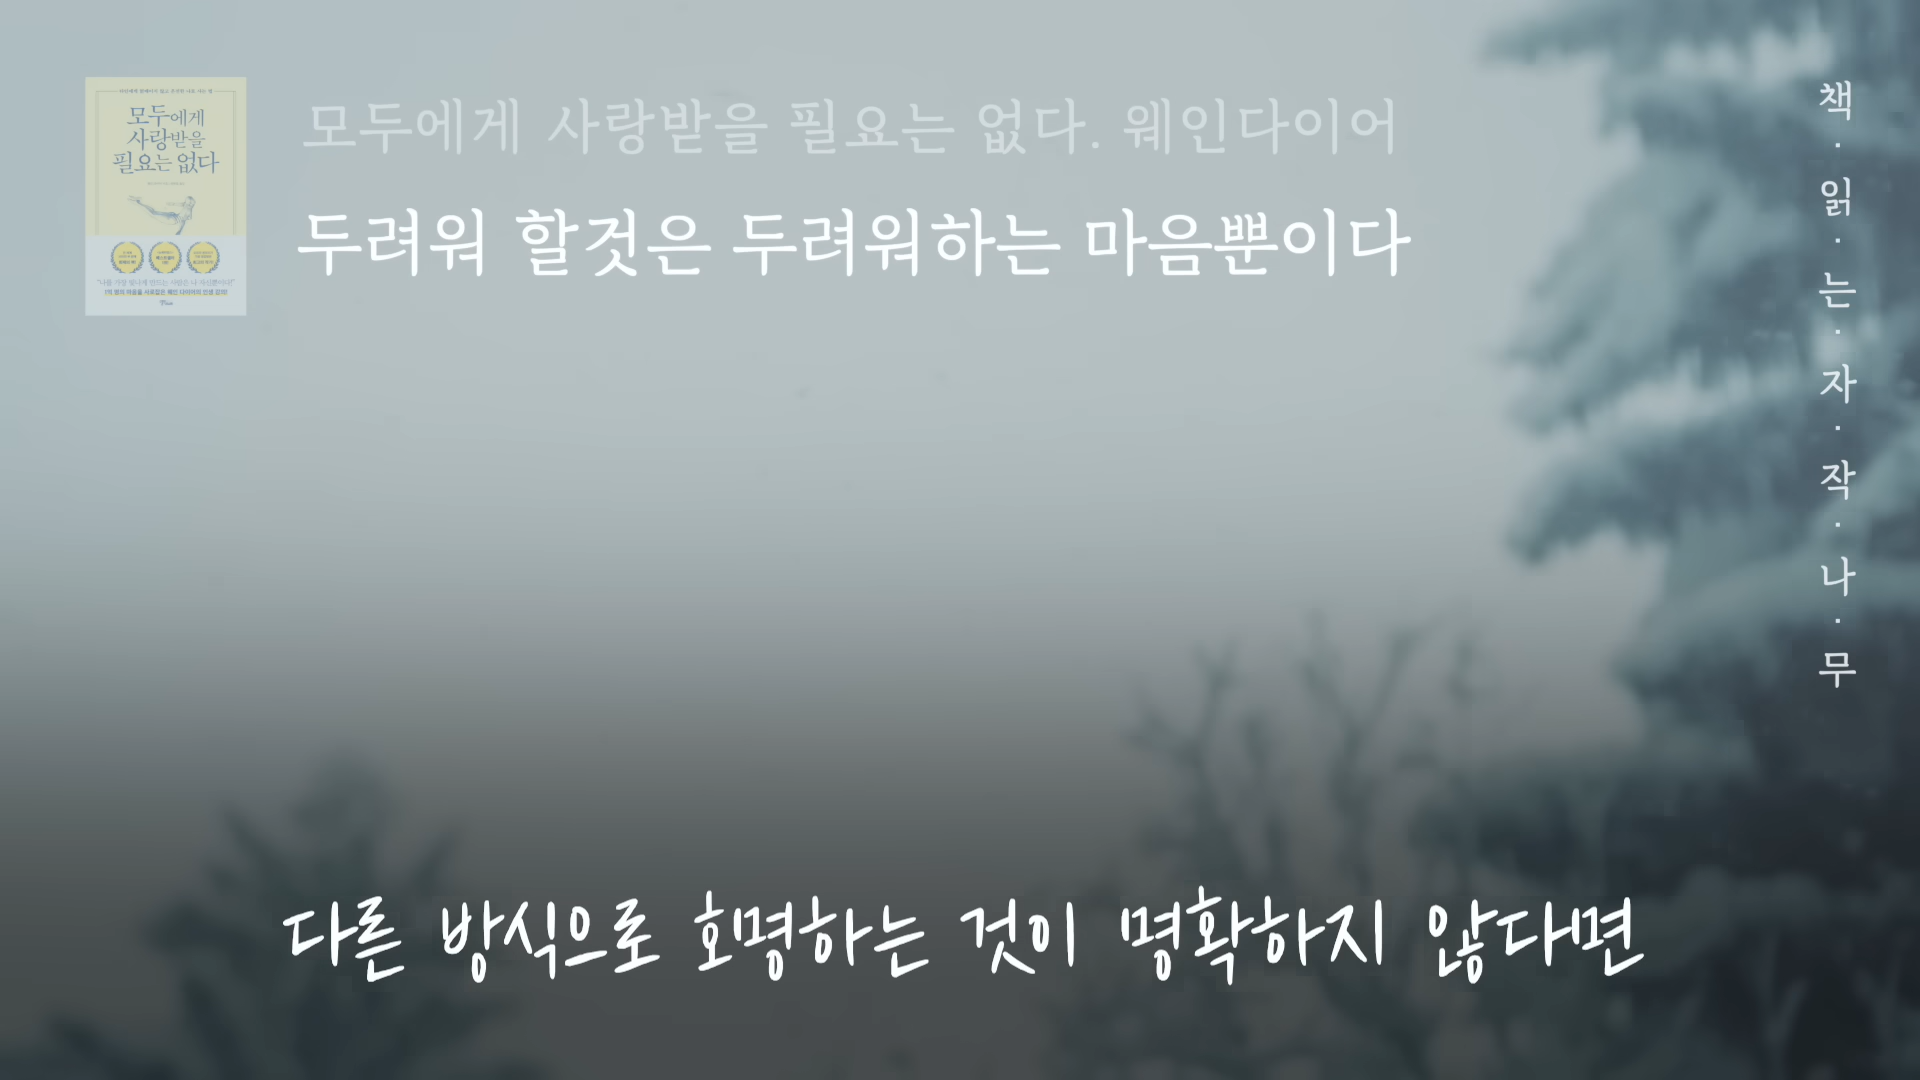 모두에게
사랑받을
필요는 없다
모두에게 사랑받을 필요는 없다. 웨인다이어
두려워 할것은 두려워하는 마음뿐이다
책·읽·는·자·작·나·무
다른 방식으로 호명하는 것이 명확하지 않다면